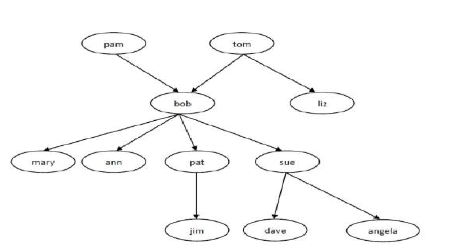 pam tom
bob liz
mary ann pat sue
jim dave angela